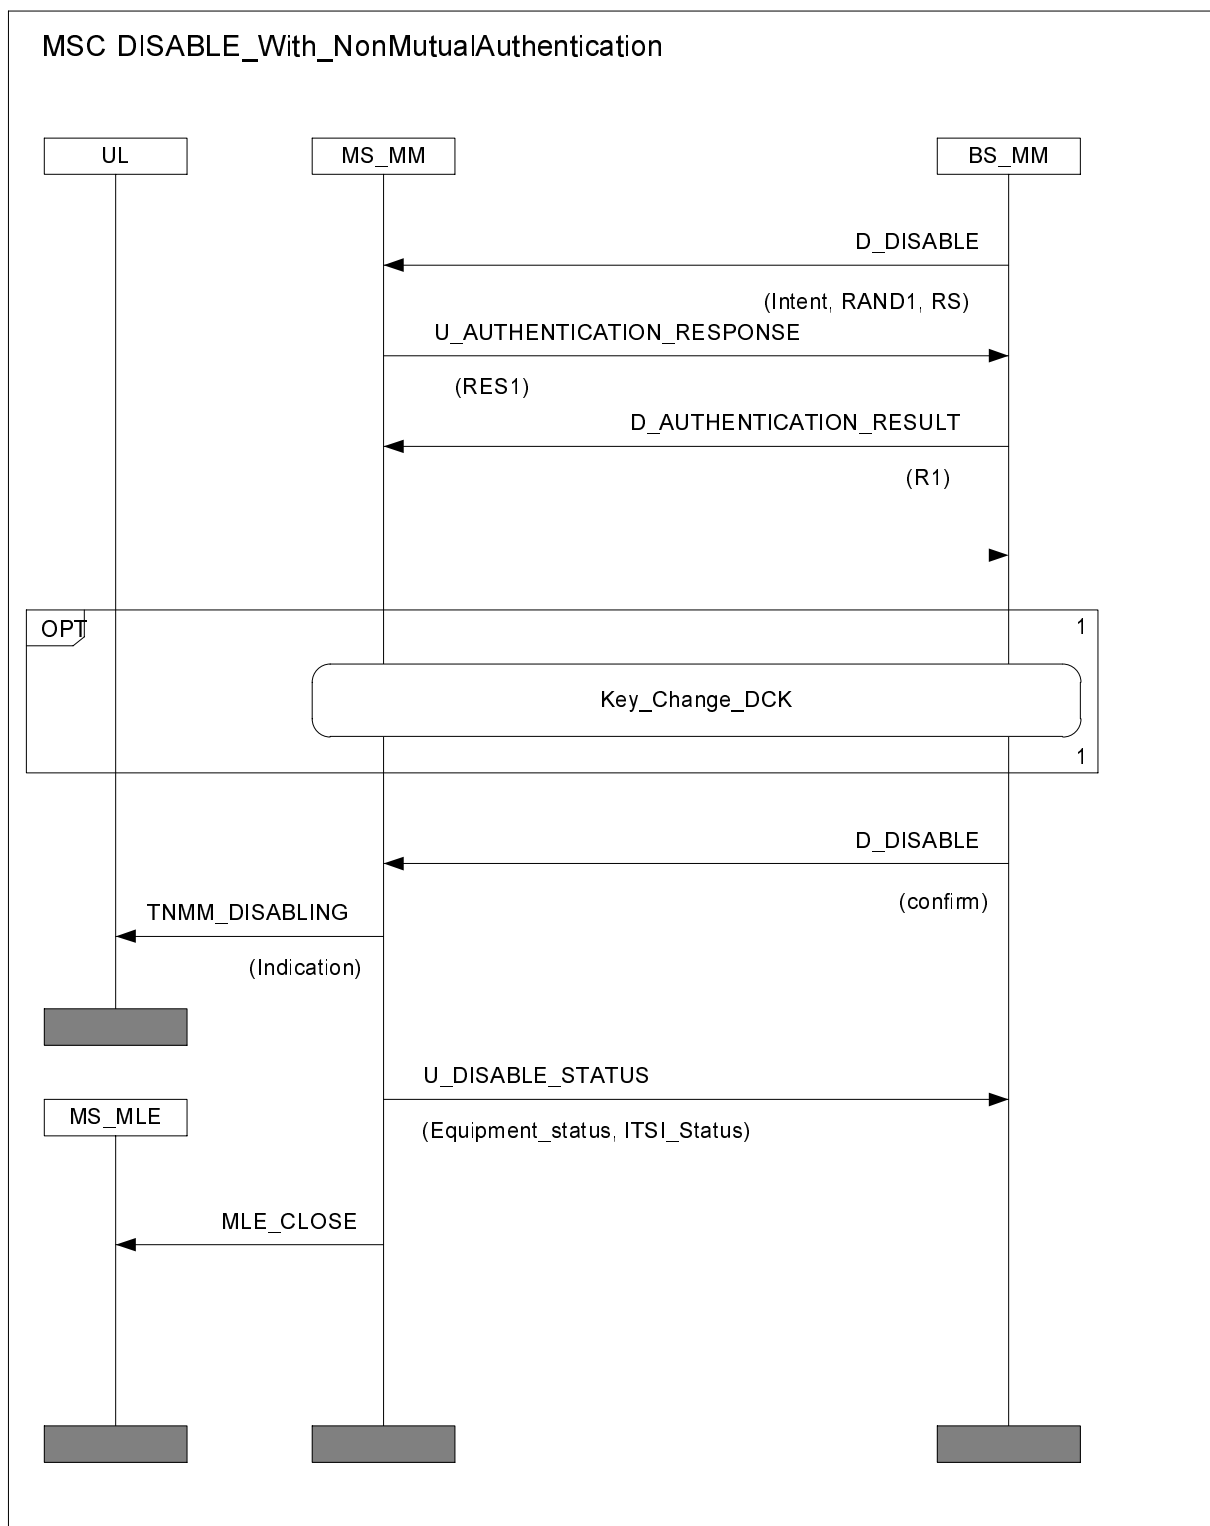 MSC DISABLE_With_NonMutualAuthentication
UL
MS_MM
BS_MM
D_DISABLE
(Intent, RAND1, RS)
U_AUTHENTICATION_RESPONSE
(RES1)
D_AUTHENTICATION_RESULT
(R1)
OPT
1
Key_Change_DCK
1
D_DISABLE
(confirm)
TNMM_DISABLING
(Indication)
U_DISABLE_STATUS
MS_MLE
(Equipment_status, ITSI_Status)
MLE_CLOSE